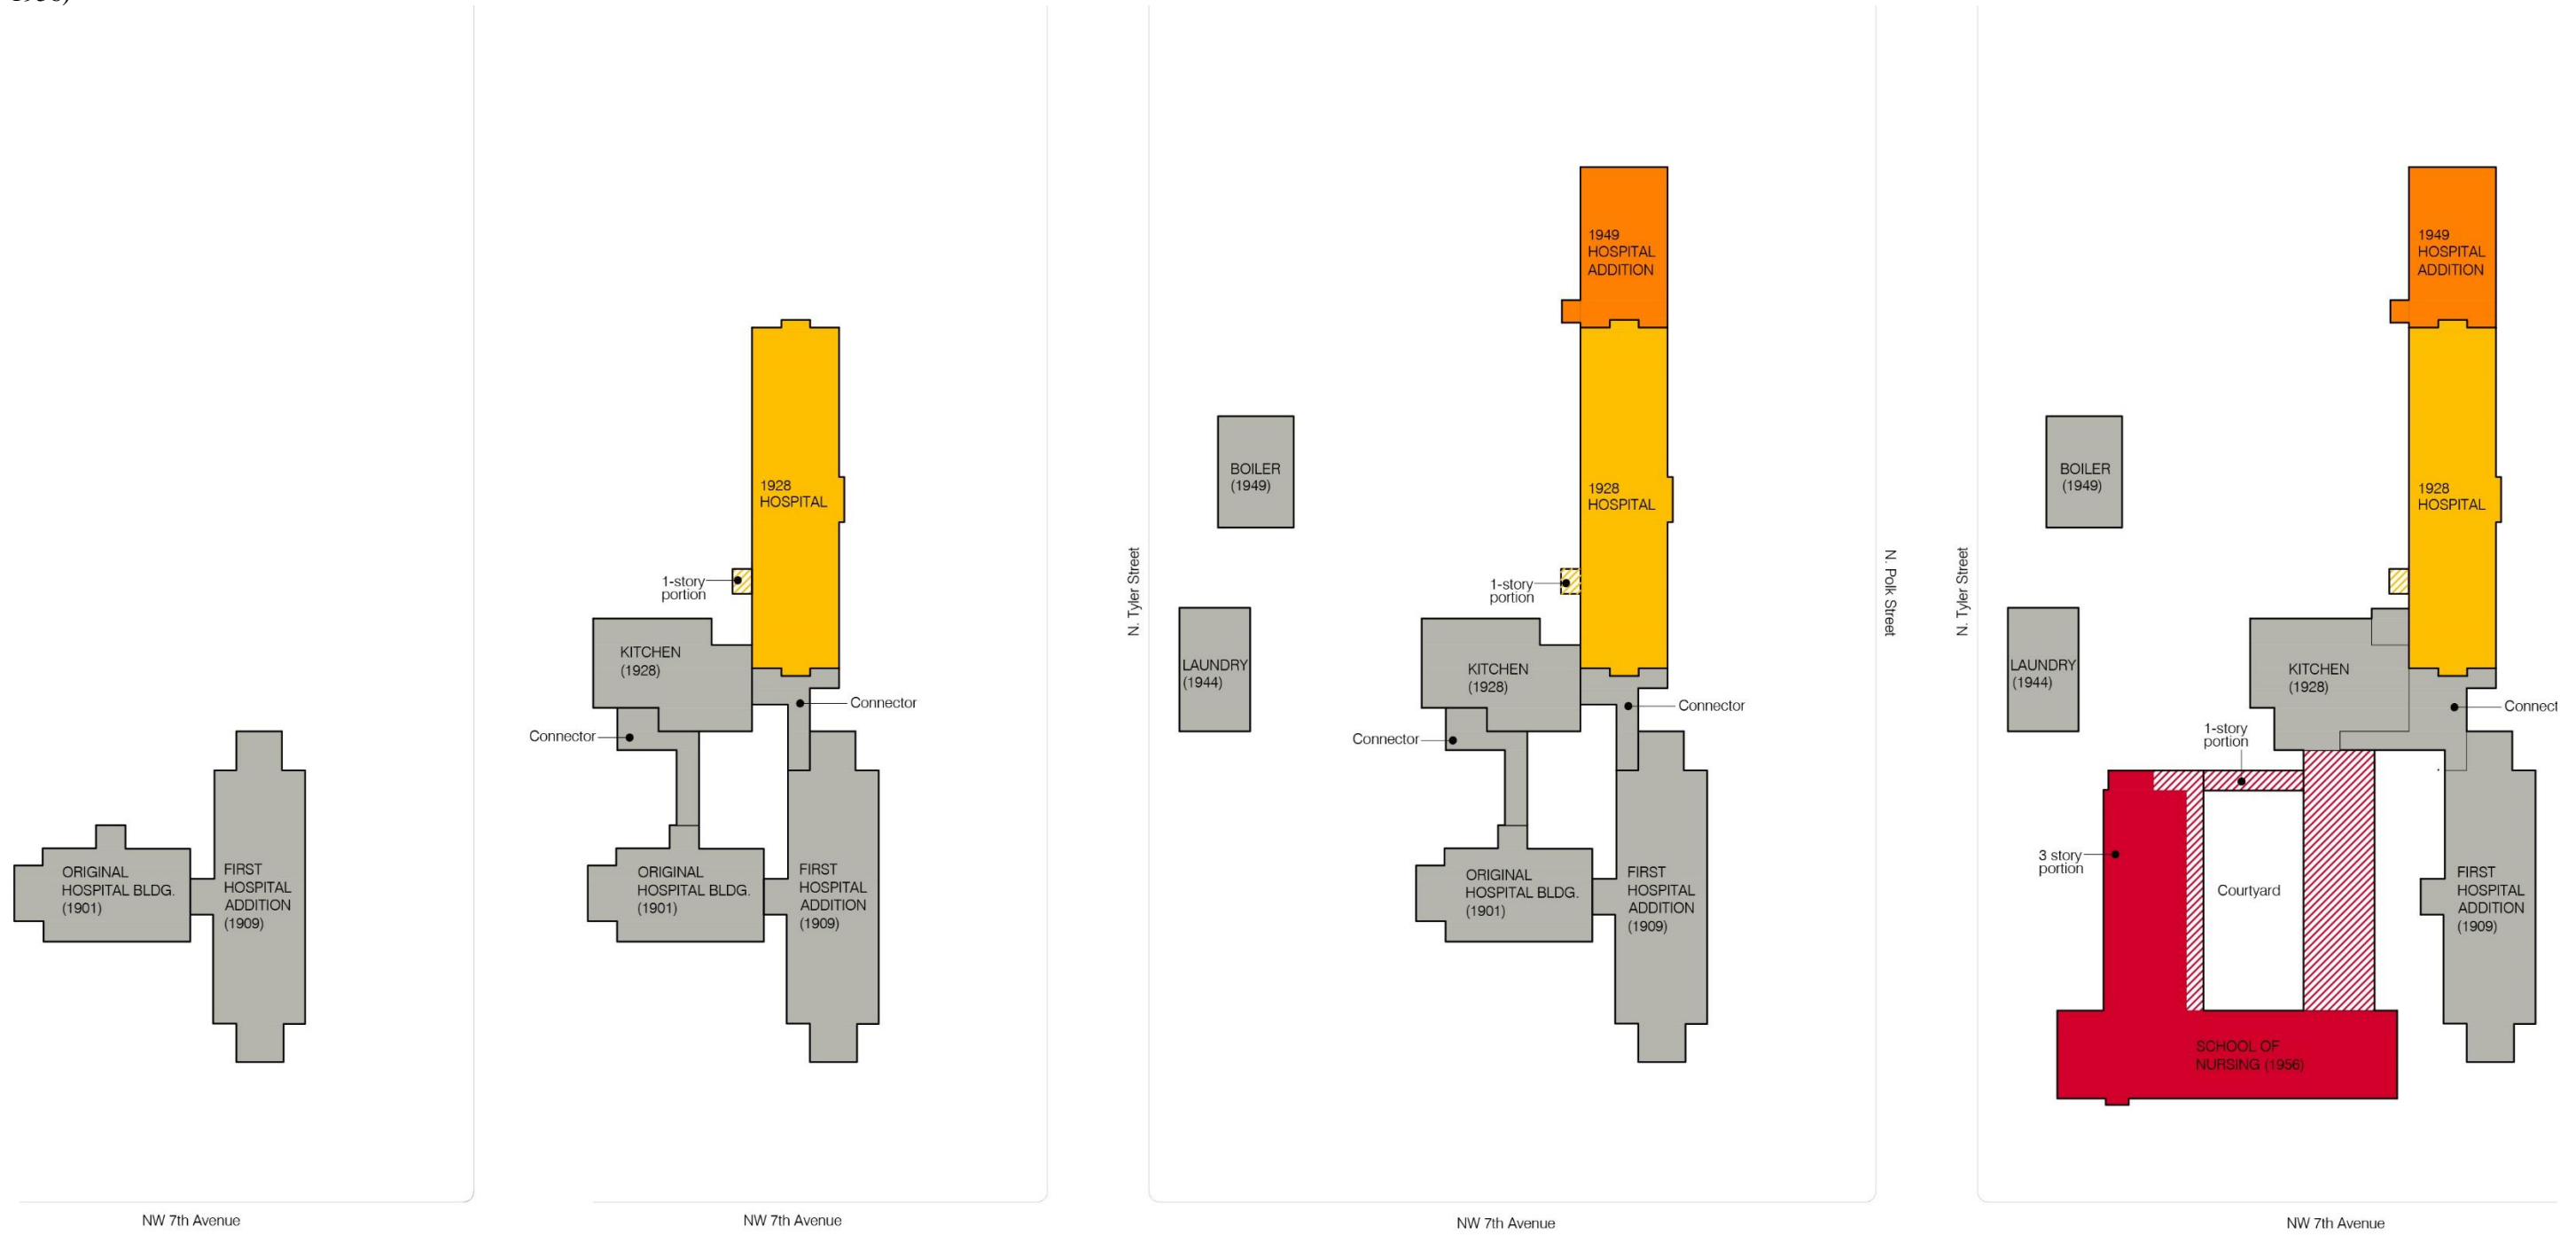 ORIGINAL
HOSPITAL BLDG.
(1901)
FIRST
HOSPITAL
ADDITION
(1909)
NW 7th Avenue
1928
HOSPITAL
1-story
portion
KITCHEN
(1928)
Connector
Connector
ORIGINAL
HOSPITAL BLDG.
(1901)
FIRST
HOSPITAL
ADDITION
(1909)
NW 7th Avenue
N. Tyler Street
1949
HOSPITAL
ADDITION
BOILER
(1949)
1928
HOSPITAL
1-story
portion
LAUNDRY
(1944)
KITCHEN
(1928)
Connector
Connector
ORIGINAL
HOSPITAL BLDG.
(1901)
FIRST
HOSPITAL
ADDITION
(1909)
N. Polk Street
NW 7th Avenue
N. Tyler Street
1949
HOSPITAL
ADDITION
BOILER
(1949)
1928
HOSPITAL
LAUNDRY
(1944)
KITCHEN
(1928)
Connect
1-story
portion
3 story
portion
Courtyard
FIRST
HOSPITAL
ADDITION
(1909)
SCHOOL OF
NURSING (1956)
NW 7th Avenue